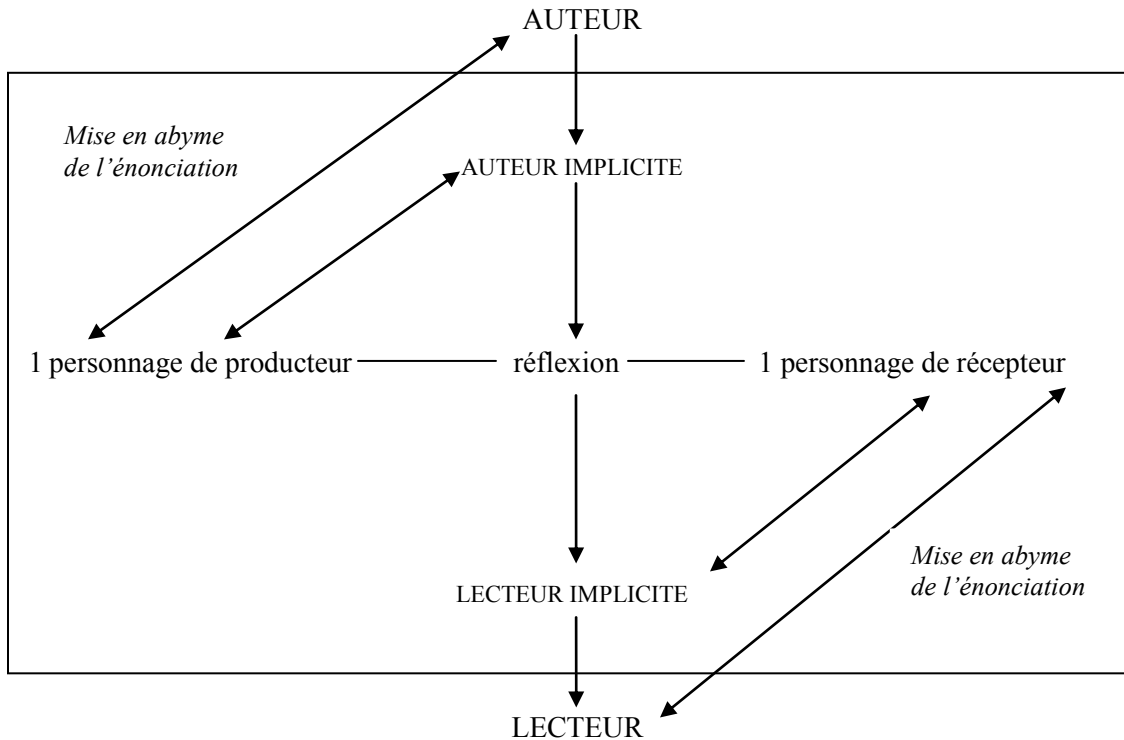 AUTEUR
Mise en abyme
de l’énonciation
AUTEUR IMPLICITE
1 personnage de producteur
réflexion
1 personnage de récepteur
Mise en abyme
de l’énonciation
LECTEUR IMPLICITE
LECTEUR